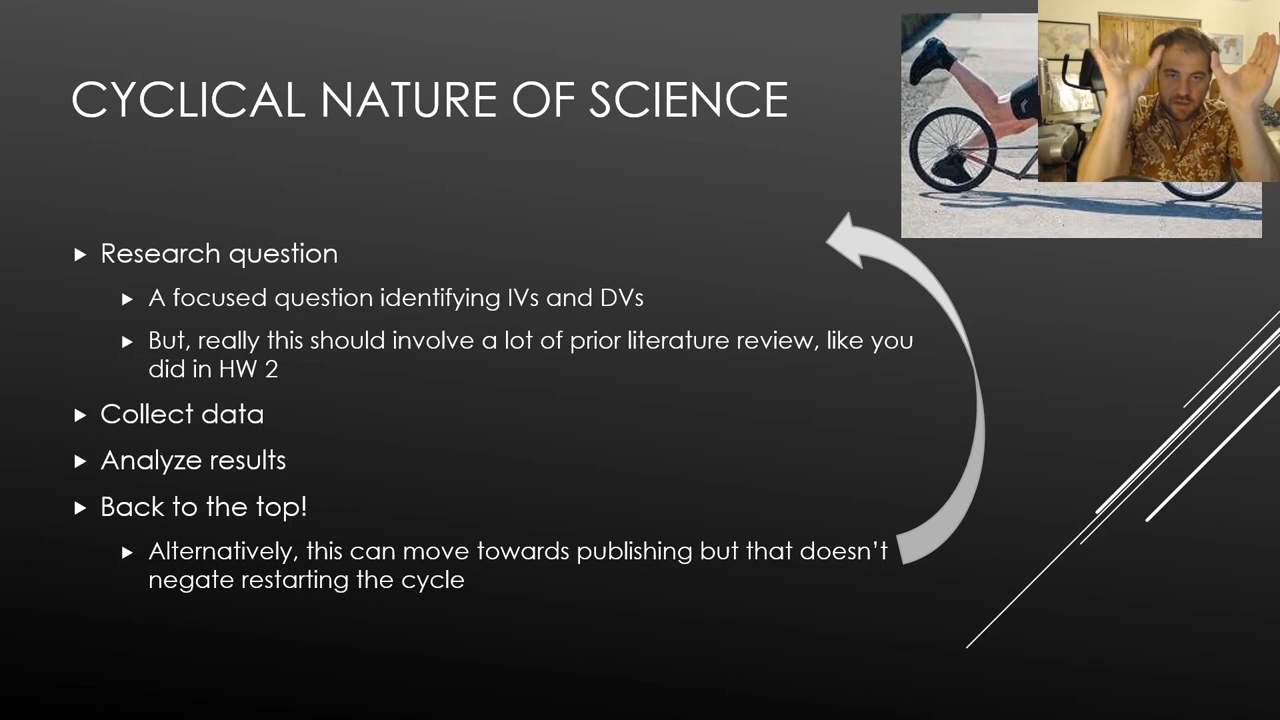 CYCLICAL NATURE OF SCIENCE
Research question
A focused question identifying IVs and DVs
But, really this should involve a lot of prior literature review, like you
did in HW 2
Collect data
Analyze results
Back to the top!
Alternatively, this can move towards publishing but that doesn't
negate restarting the cycle